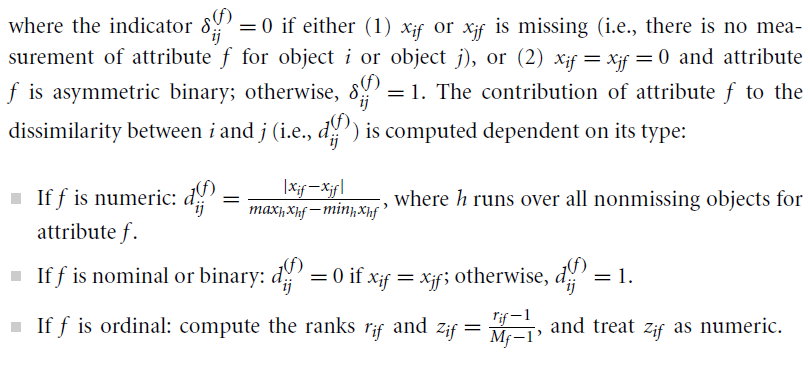 where the indicator δ_{ij}^{(f)} = 0 if either (1) x_{if} or x_{jf} is missing (i.e., there is no mea-
surement of attribute f for object i or object j), or (2) x_{if} = x_{jf} = 0 and attribute
f is asymmetric binary; otherwise, δ_{ij}^{(f)} = 1. The contribution of attribute f to the
dissimilarity between i and j (i.e., d_{ij}^{(f)}) is computed dependent on its type:
■ If f is numeric: d_{ij}^{(f)} = \frac{|x_{if}−x_{jf}|}{max_h x_{hf}−min_h x_{hf}}, where h runs over all nonmissing objects for
attribute f.
■ If f is nominal or binary: d_{ij}^{(f)} = 0 if x_{if} = x_{jf}; otherwise, d_{ij}^{(f)} = 1.
■ If f is ordinal: compute the ranks r_{if} and z_{if} = \frac{r_{if}−1}{M_f−1}, and treat z_{if} as numeric.